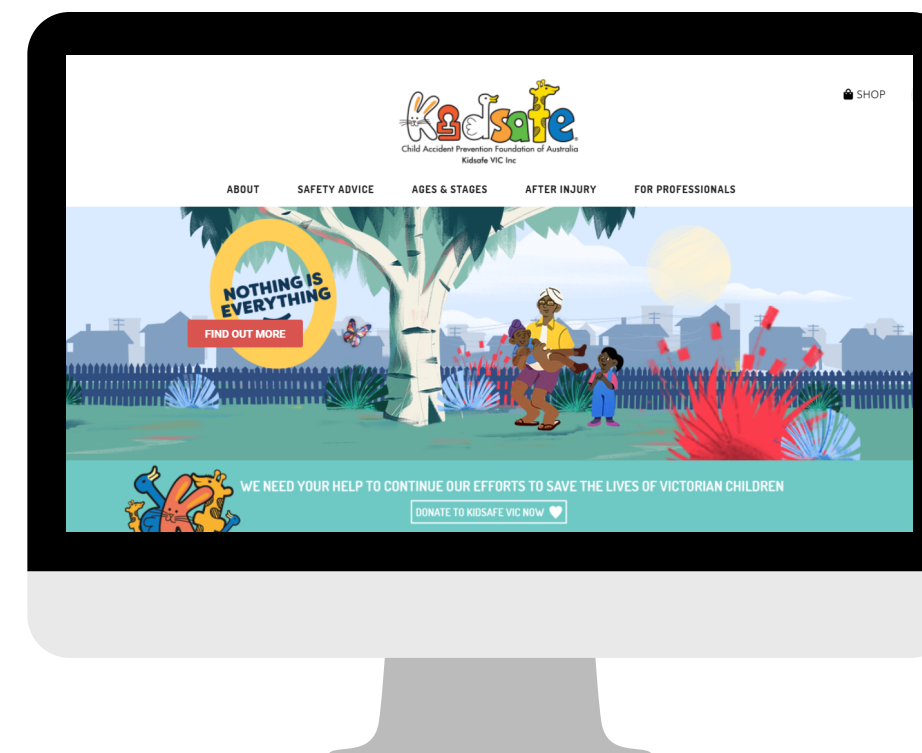 SHOP
Kidsafe
Child Accident Prevention Foundation of Australia
Kidsafe VIC Inc
ABOUT SAFETY ADVICE AGES & STAGES AFTER INJURY FOR PROFESSIONALS
NOTHING IS
EVERYTHING
FIND OUT MORE
WE NEED YOUR HELP TO CONTINUE OUR EFFORTS TO SAVE THE LIVES OF VICTORIAN CHILDREN
DONATE TO KIDSAFE VIC NOW